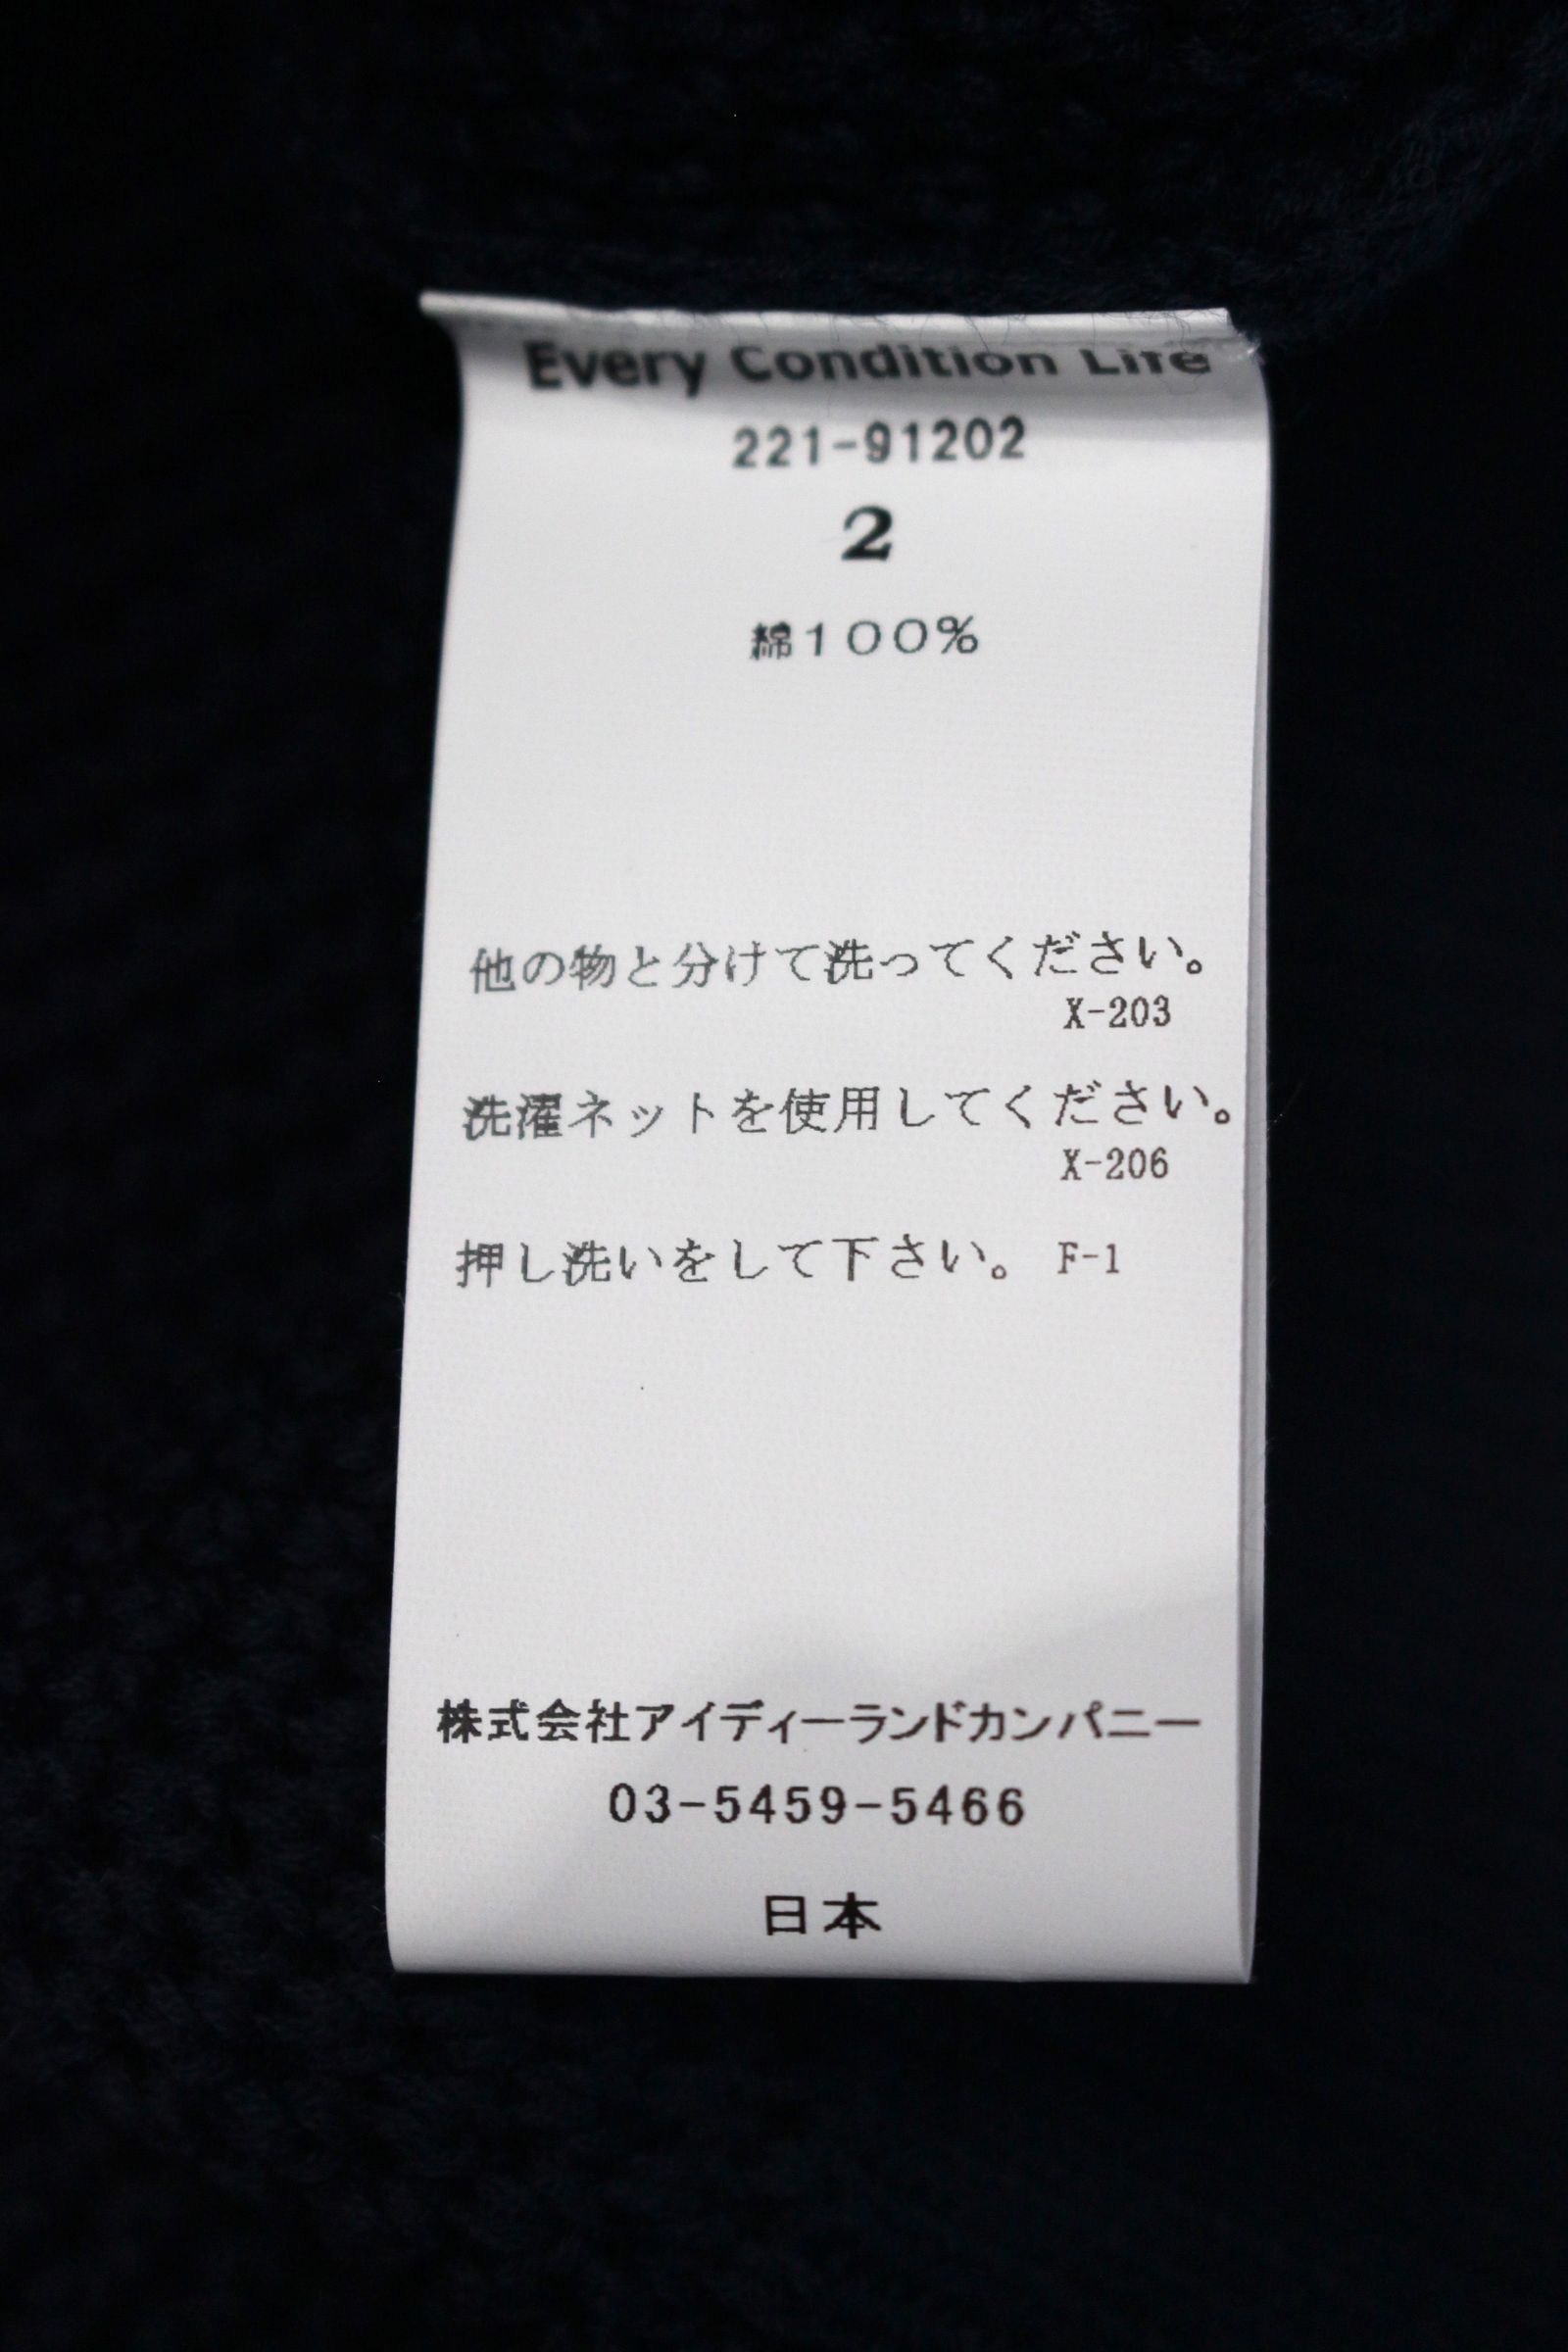 Every Condition Life
221-91202
2
綿100%
他の物と分けて洗ってください。
X-203
洗濯ネットを使用してください。
X-206
押し洗いをして下さい。 F-1
株式会社アイディーランドカンパニー
03-5459-5466
日本